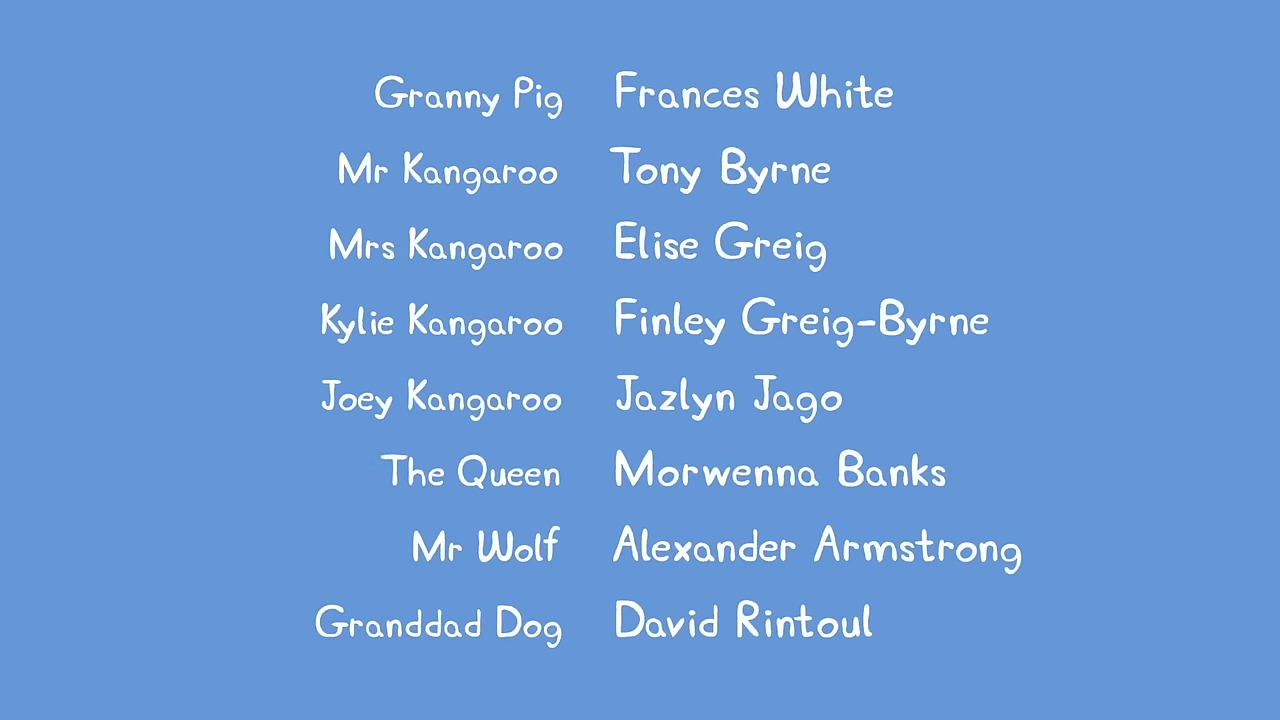 Granny Pig Frances White
Mr Kangaroo Tony Byrne
Mrs Kangaroo Elise Greig
Kylie Kangaroo Finley Greig-Byrne
Joey Kangaroo Jazlyn Jago
The Queen Morwenna Banks
Mr Wolf Alexander Armstrong
Granddad Dog David Rintoul